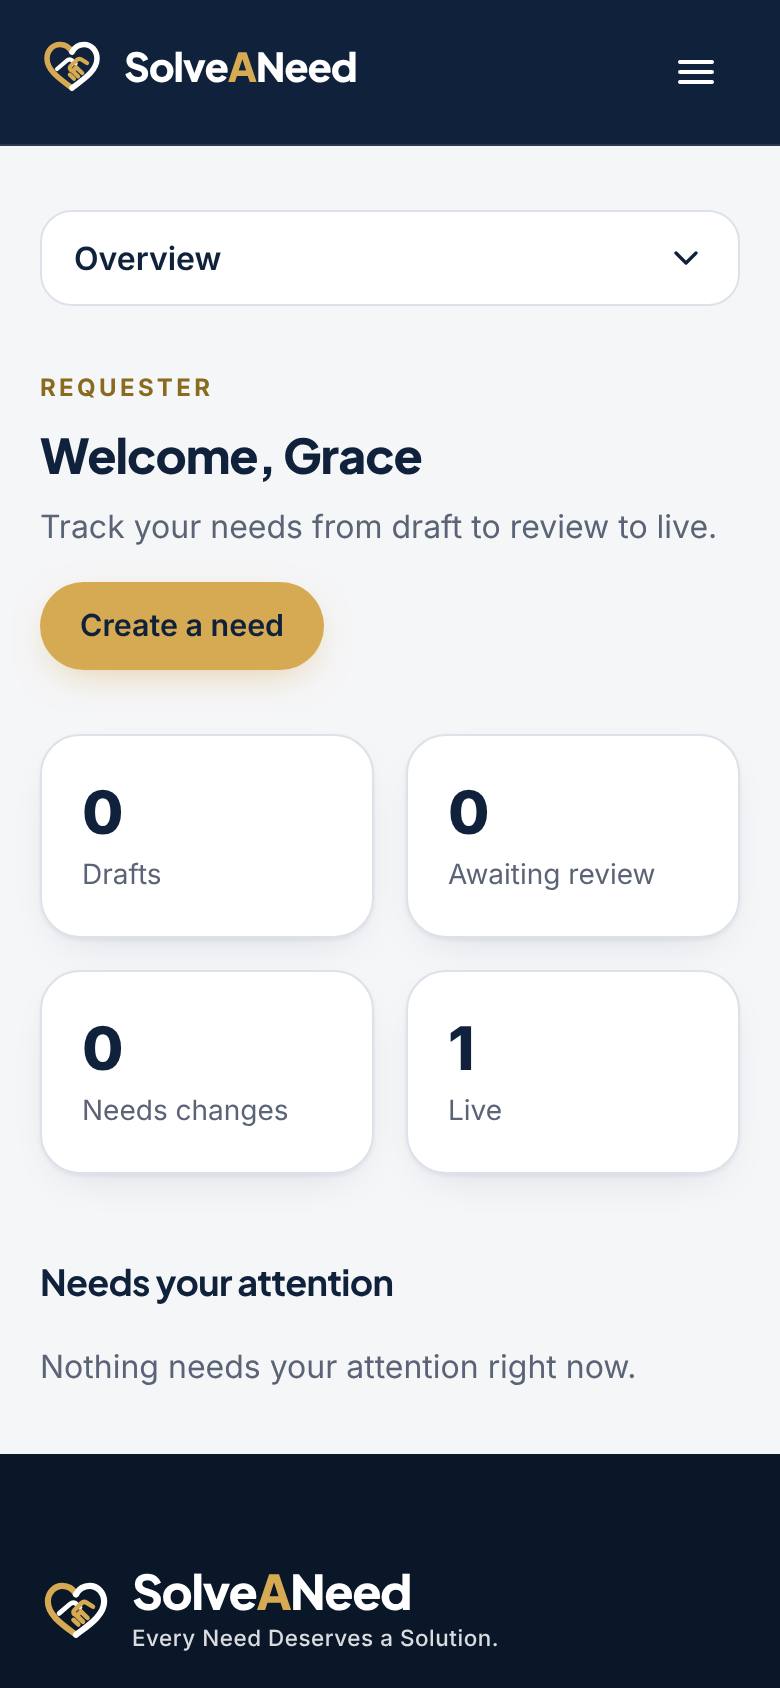 SolveANeed
Overview
REQUESTER
Welcome, Grace
Track your needs from draft to review to live.
Create a need
0
Drafts
0
Awaiting review
0
Needs changes
1
Live
Needs your attention
Nothing needs your attention right now.
SolveANeed
Every Need Deserves a Solution.